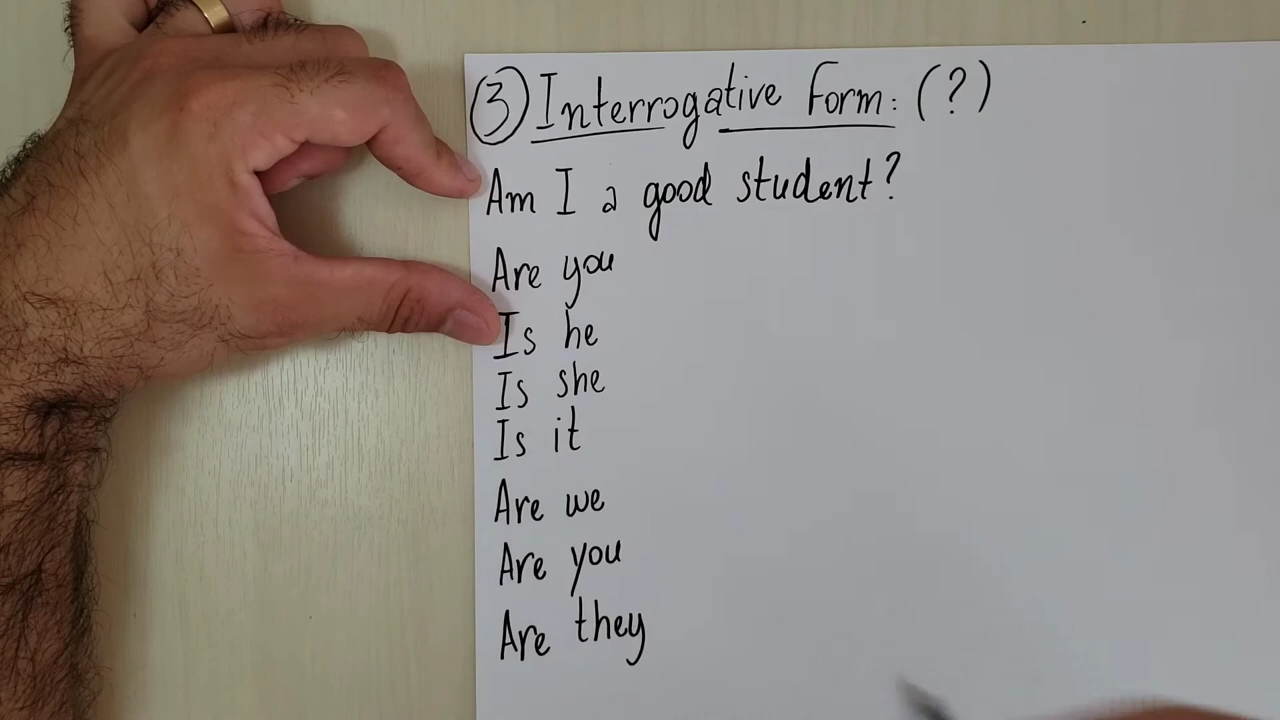 ③ Interrogative Form: (?)
Am I a good student?
Are you
Is he
Is she
Is it
Are we
Are you
Are they